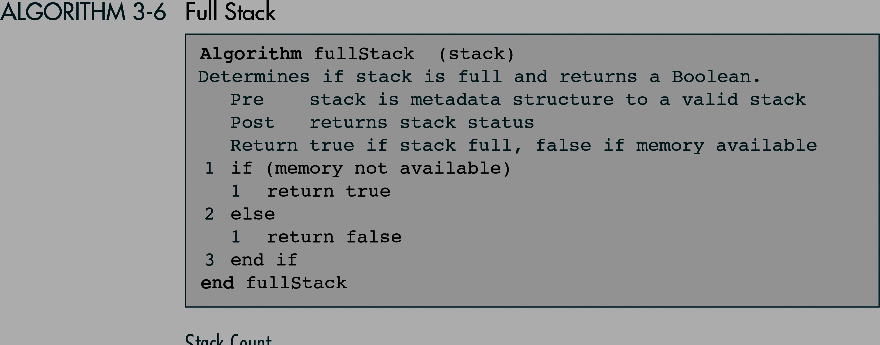 ALGORITHM 3-6 Full Stack
Algorithm fullStack (stack)
Determines if stack is full and returns a Boolean.
Pre stack is metadata structure to a valid stack
Post returns stack status
Return true if stack full, false if memory available
1 if (memory not available)
1 return true
2 else
1 return false
3 end if
end fullStack
Stack Count